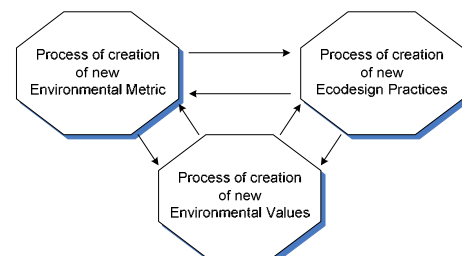 Process of creation
of new
Environmental Metric
Process of creation
of new
Ecodesign Practices
Process of creation
of new
Environmental Values